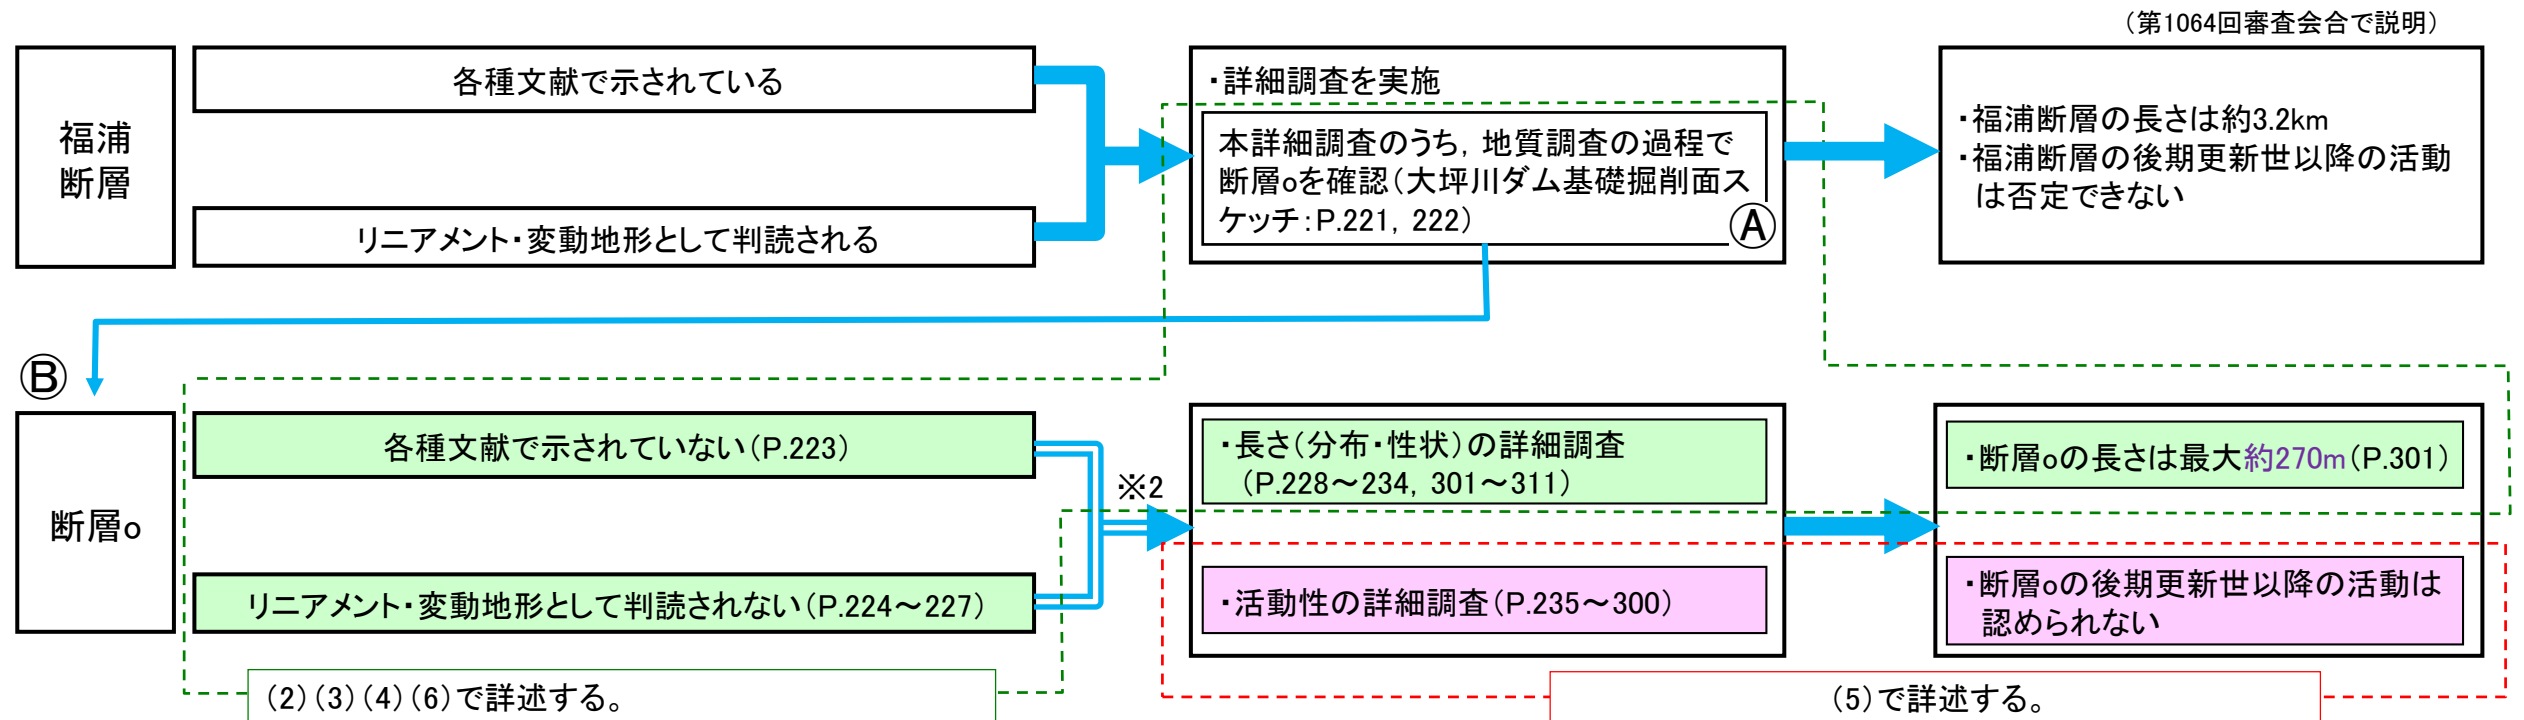 （第1064回審査会合で説明）
福浦
断層
各種文献で示されている
リニアメント・変動地形として判読される
・詳細調査を実施
本詳細調査のうち，地質調査の過程で
断層oを確認（大坪川ダム基礎掘削面ス
ケッチ：P.221，222）
Ⓐ
・福浦断層の長さは約3.2km
・福浦断層の後期更新世以降の活動
は否定できない
Ⓑ
断層o
各種文献で示されていない（P.223）
リニアメント・変動地形として判読されない（P.224～227）
※2
・長さ（分布・性状）の詳細調査
（P.228～234，301～311）
・活動性の詳細調査（P.235～300）
・断層oの長さは最大約270m（P.301）
・断層oの後期更新世以降の活動は
認められない
（2）（3）（4）（6）で詳述する。
（5）で詳述する。